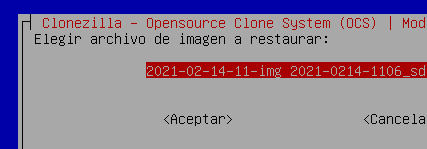 Clonezilla - Opensource Clone System (OCS) | Mod
Elegir archivo de imagen a restaurar:
2021-02-14-11-img 2021-0214-1106_sd
<Aceptar> <Cancela